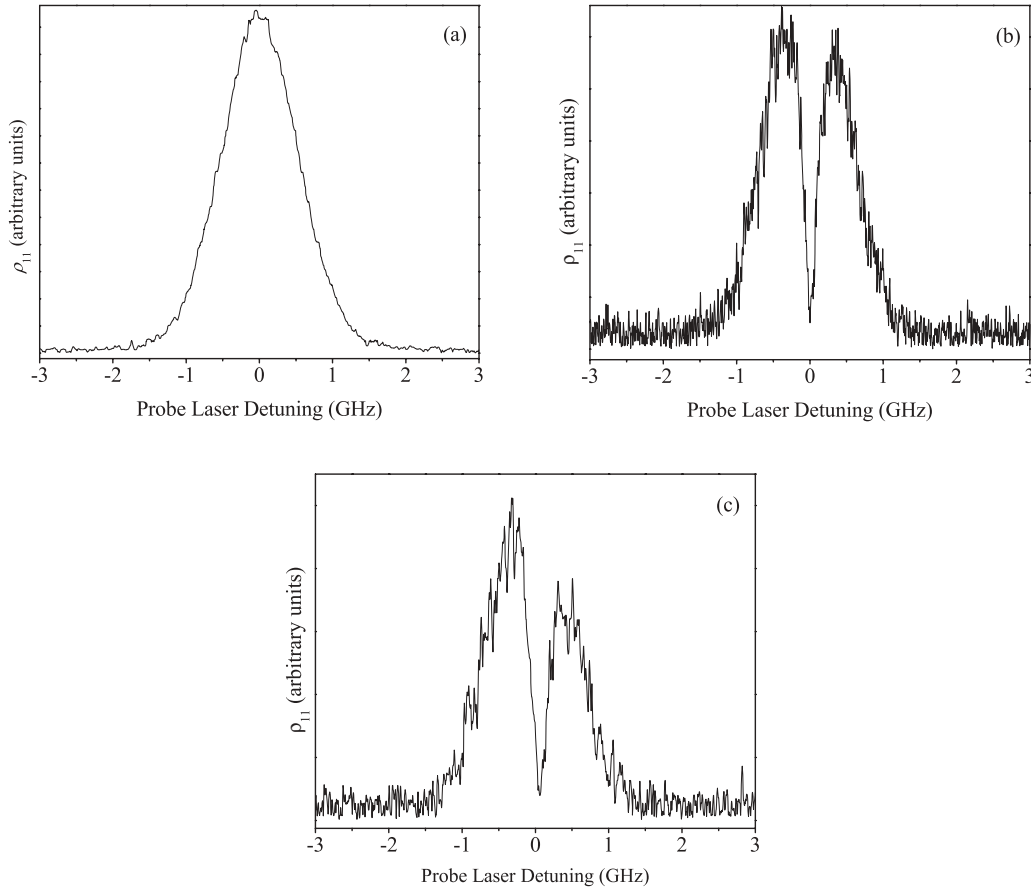 (a)
ρ₁₁ (arbitrary units)
-3 -2 -1 0 1 2 3
Probe Laser Detuning (GHz)
(b)
ρ₁₁ (arbitrary units)
-3 -2 -1 0 1 2 3
Probe Laser Detuning (GHz)
(c)
ρ₁₁ (arbitrary units)
-3 -2 -1 0 1 2 3
Probe Laser Detuning (GHz)